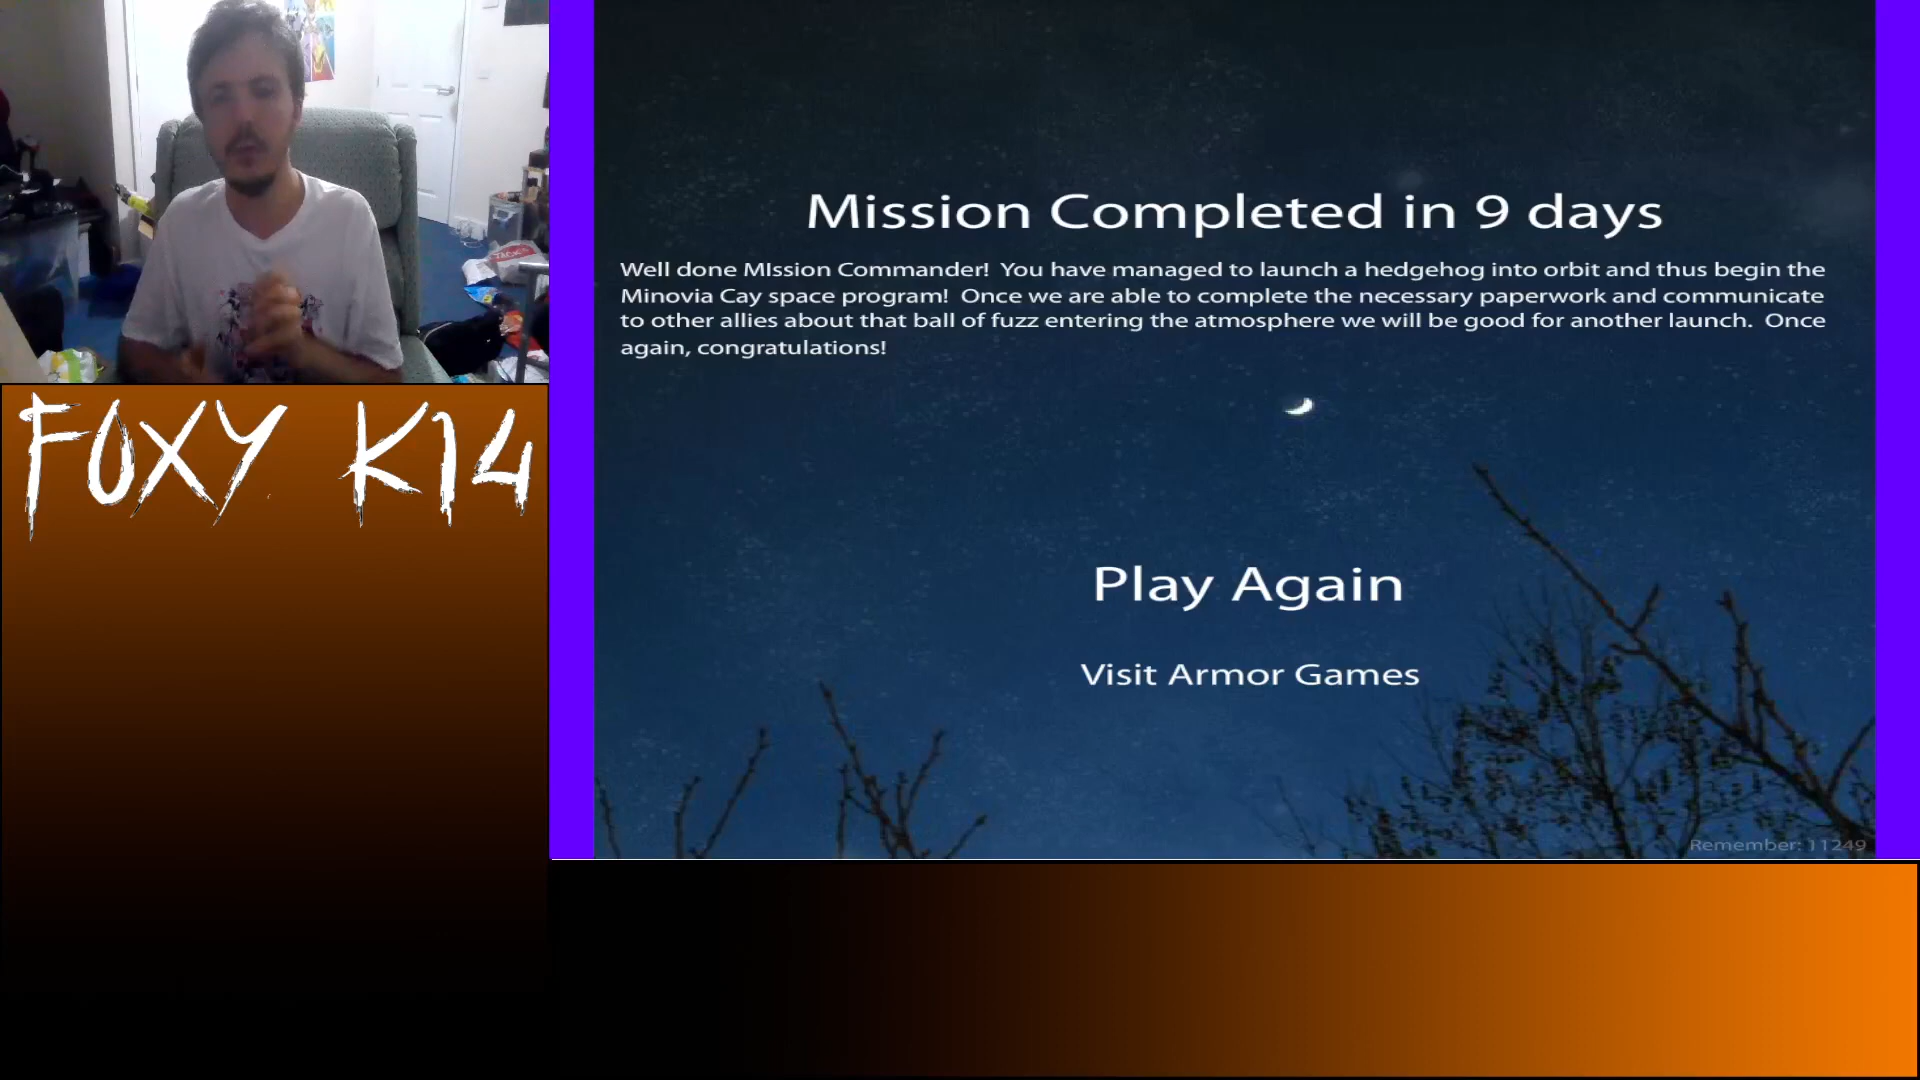 FOXY K14
Mission Completed in 9 days
Well done MIssion Commander!  You have managed to launch a hedgehog into orbit and thus begin the
Minovia Cay space program!  Once we are able to complete the necessary paperwork and communicate
to other allies about that ball of fuzz entering the atmosphere we will be good for another launch.  Once
again, congratulations!
Play Again
Visit Armor Games
Remember: 11249